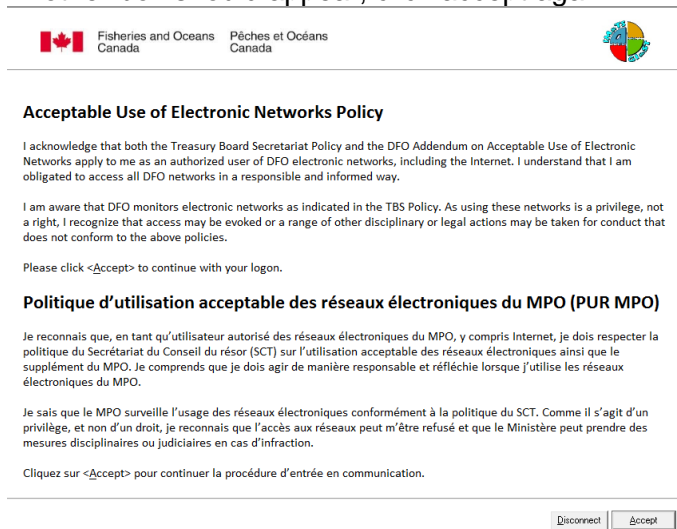 Fisheries and Oceans Pêches et Océans
Canada Canada
Acceptable Use of Electronic Networks Policy
I acknowledge that both the Treasury Board Secretariat Policy and the DFO Addendum on Acceptable Use of Electronic
Networks apply to me as an authorized user of DFO electronic networks, including the Internet. I understand that I am
obligated to access all DFO networks in a responsible and informed way.
I am aware that DFO monitors electronic networks as indicated in the TBS Policy. As using these networks is a privilege, not
a right, I recognize that access may be evoked or a range of other disciplinary or legal actions may be taken for conduct that
does not conform to the above policies.
Please click <Accept> to continue with your logon.
Politique d'utilisation acceptable des réseaux électroniques du MPO (PUR MPO)
Je reconnais que, en tant qu'utilisateur autorisé des réseaux électroniques du MPO, y compris Internet, je dois respecter la
politique du Secrétariat du Conseil du résor (SCT) sur l'utilisation acceptable des réseaux électroniques ainsi que le
supplément du MPO. Je comprends que je dois agir de manière responsable et réfléchie lorsque j'utilise les réseaux
électroniques du MPO.
Je sais que le MPO surveille l'usage des réseaux électroniques conformément à la politique du SCT. Comme il s'agit d'un
privilège, et non d'un droit, je reconnais que l'accès aux réseaux peut m'être refusé et que le Ministère peut prendre des
mesures disciplinaires ou judiciaires en cas d'infraction.
Cliquez sur <Accept> pour continuer la procédure d'entrée en communication.
Disconnect Accept